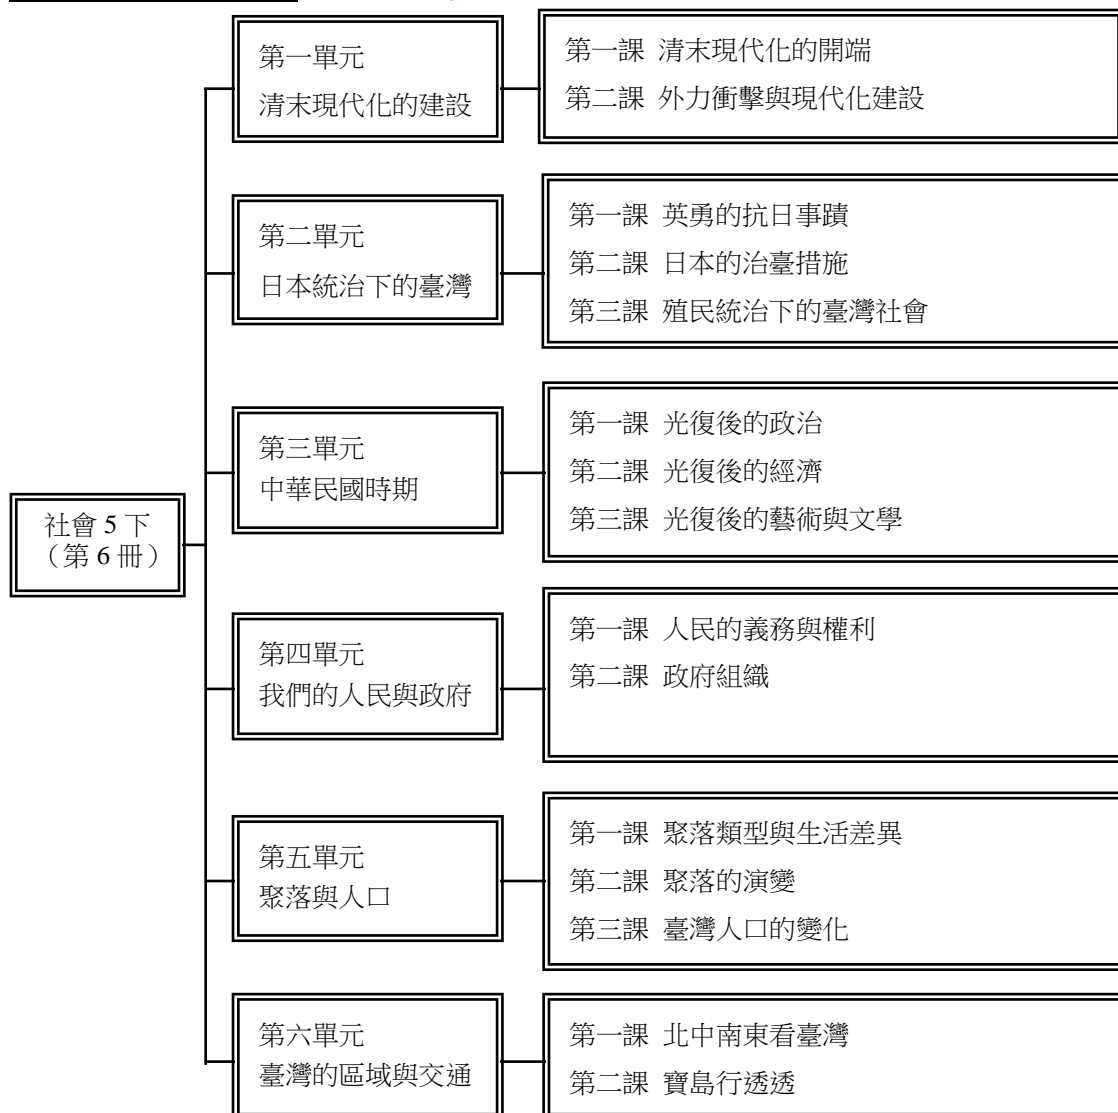 第一單元
清末現代化的建設
第一課 清末現代化的開端
第二課 外力衝擊與現代化建設
第二單元
日本統治下的臺灣
第一課 英勇的抗日事蹟
第二課 日本的治臺措施
第三課 殖民統治下的臺灣社會
第三單元
中華民國時期
第一課 光復後的政治
第二課 光復後的經濟
第三課 光復後的藝術與文學
社會 5 下
（第 6 冊）
第四單元
我們的人民與政府
第一課 人民的義務與權利
第二課 政府組織
第五單元
聚落與人口
第一課 聚落類型與生活差異
第二課 聚落的演變
第三課 臺灣人口的變化
第六單元
臺灣的區域與交通
第一課 北中南東看臺灣
第二課 寶島行透透